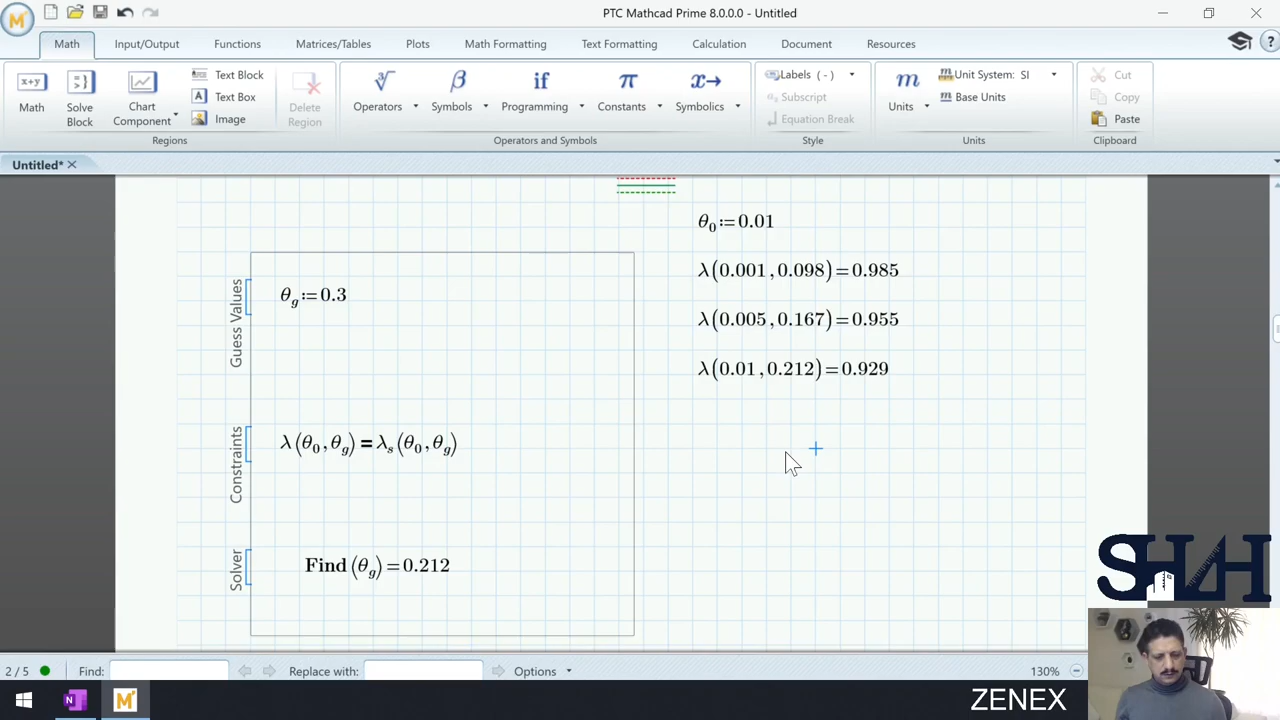 PTC Mathcad Prime 8.0.0.0 - Untitled
Math Input/Output Functions Matrices/Tables Plots Math Formatting Text Formatting Calculation Document Resources
Math
Solve Block
Chart Component
Text Block
Text Box
Image
Delete Region
Regions
Operators
Symbols
if
Programming
π
Constants
Symbolics
Operators and Symbols
Labels ( - )
Subscript
Equation Break
Style
Units
Unit System: SI
Base Units
Units
Cut
Copy
Paste
Clipboard
Untitled*
Guess Values
θg:=0.3
Constraints
λ(θ0,θg)=λs(θ0,θg)
Solver
Find(θg)=0.212
θ0:=0.01
λ(0.001,0.098)=0.985
λ(0.005,0.167)=0.955
λ(0.01,0.212)=0.929
SHZH
2 / 5 Find: Replace with: Options 130%
ZENEX